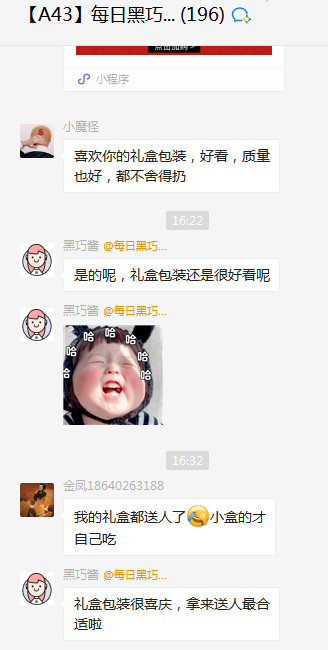 【A43】每日黑巧... (196)
点击加购 >
小程序
小魔怪
喜欢你的礼盒包装，好看，质量
也好，都不舍得扔
16:22
黑巧酱 @每日黑巧...
是的呢，礼盒包装还是很好看呢
黑巧酱 @每日黑巧...
哈 哈 哈 哈 哈 哈 哈
16:32
金凤18640263188
我的礼盒都送人了小盒的才
自己吃
黑巧酱 @每日黑巧...
礼盒包装很喜庆，拿来送人最合
适啦